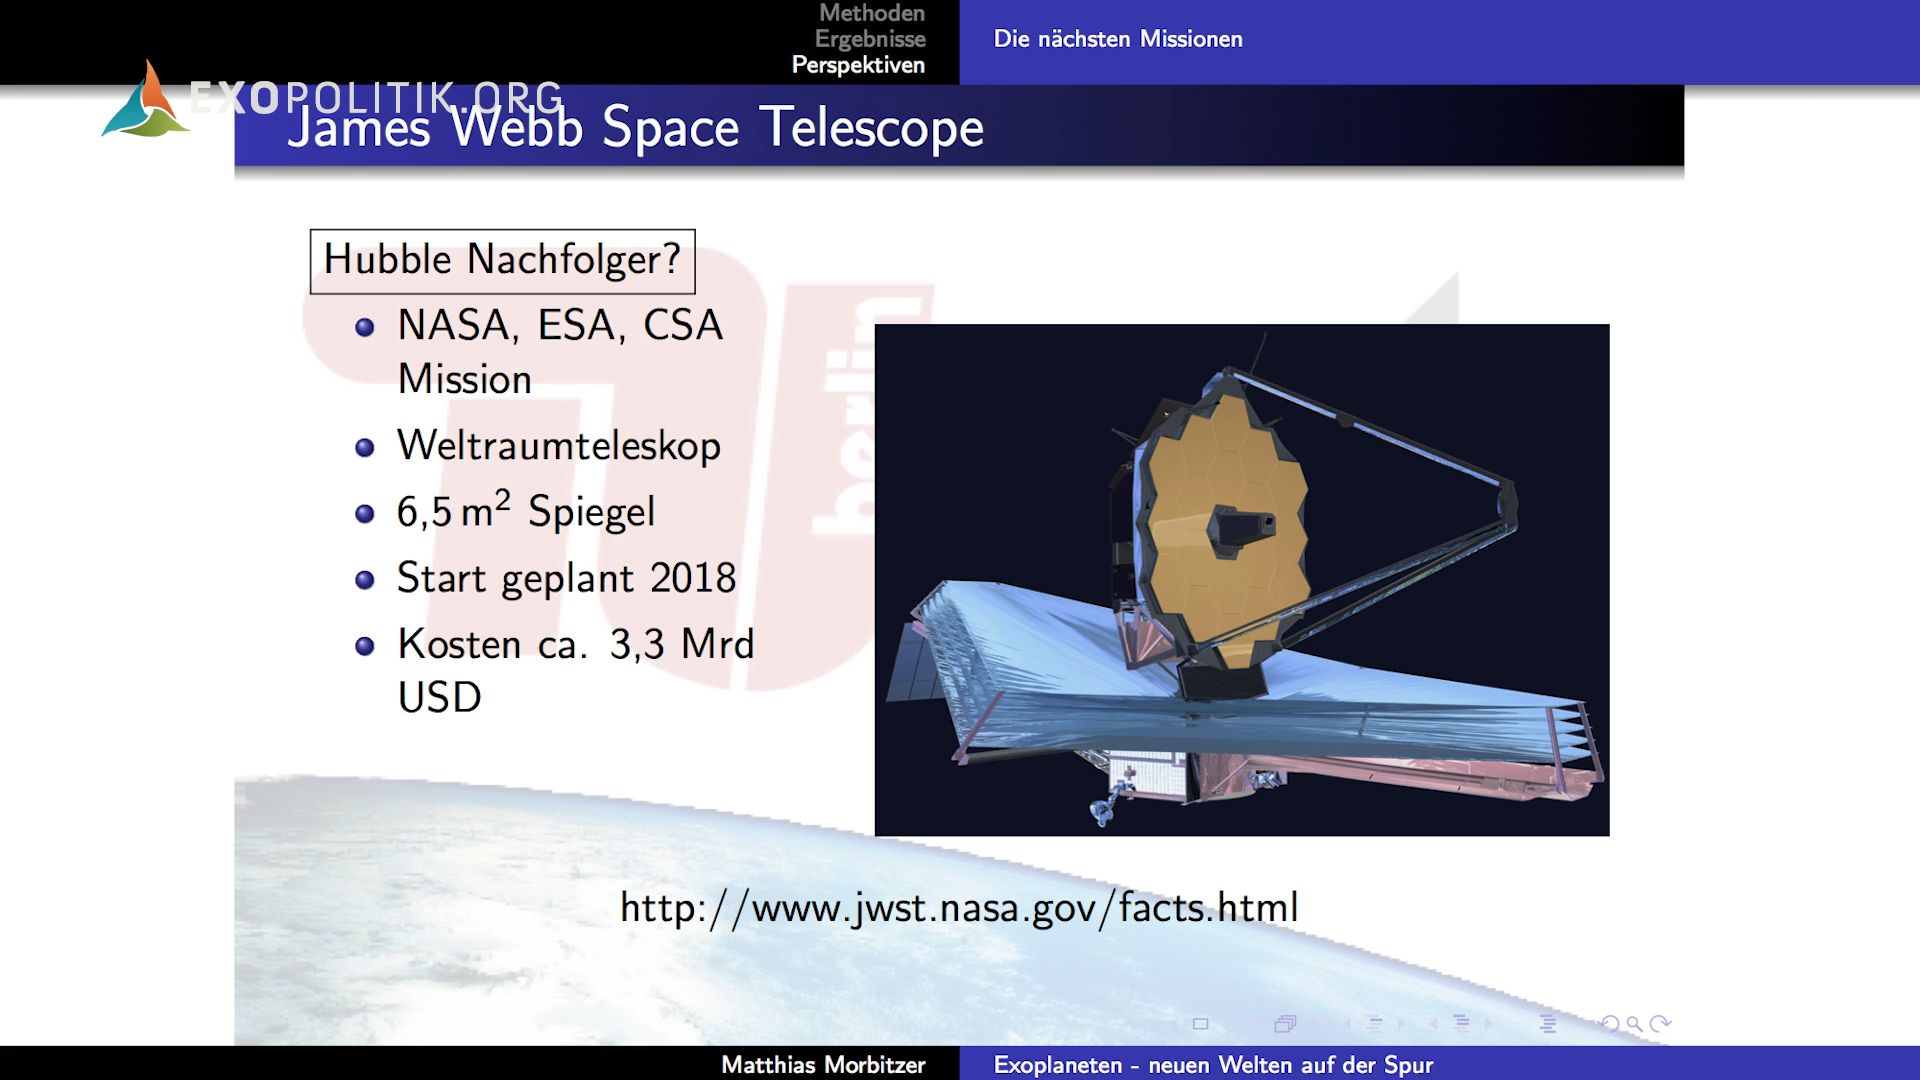 Methoden
Ergebnisse
Perspektiven
Die nächsten Missionen
EXOPOLITIK.ORG
James Webb Space Telescope
Hubble Nachfolger?
NASA, ESA, CSA
Mission
Weltraumteleskop
6,5 m² Spiegel
Start geplant 2018
Kosten ca. 3,3 Mrd
USD
berlin
http://www.jwst.nasa.gov/facts.html
Matthias Morbitzer
Exoplaneten - neuen Welten auf der Spur